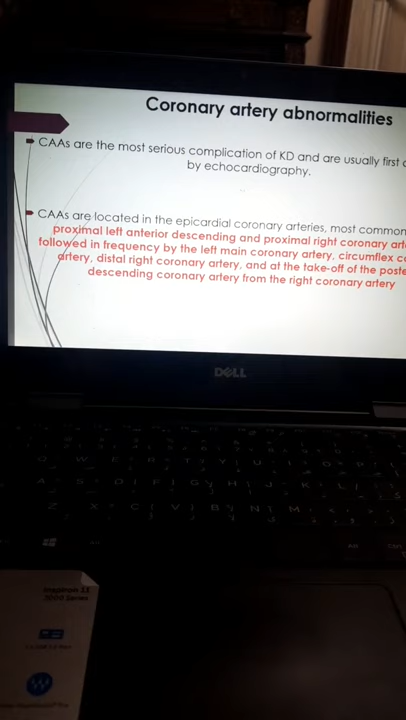 Coronary artery abnormalities
CAAs are the most serious complication of KD and are usually first
by echocardiography.
CAAs are located in the epicardial coronary arteries, most common
proximal left anterior descending and proximal right coronary
followed in frequency by the left main coronary artery, circumflex
artery, distal right coronary artery, and at the take-off of the
descending coronary artery from the right coronary artery
DELL
Q W E R T Y U I O P
A S D F G H J K L
Z X C V B N M
Inspiron 15